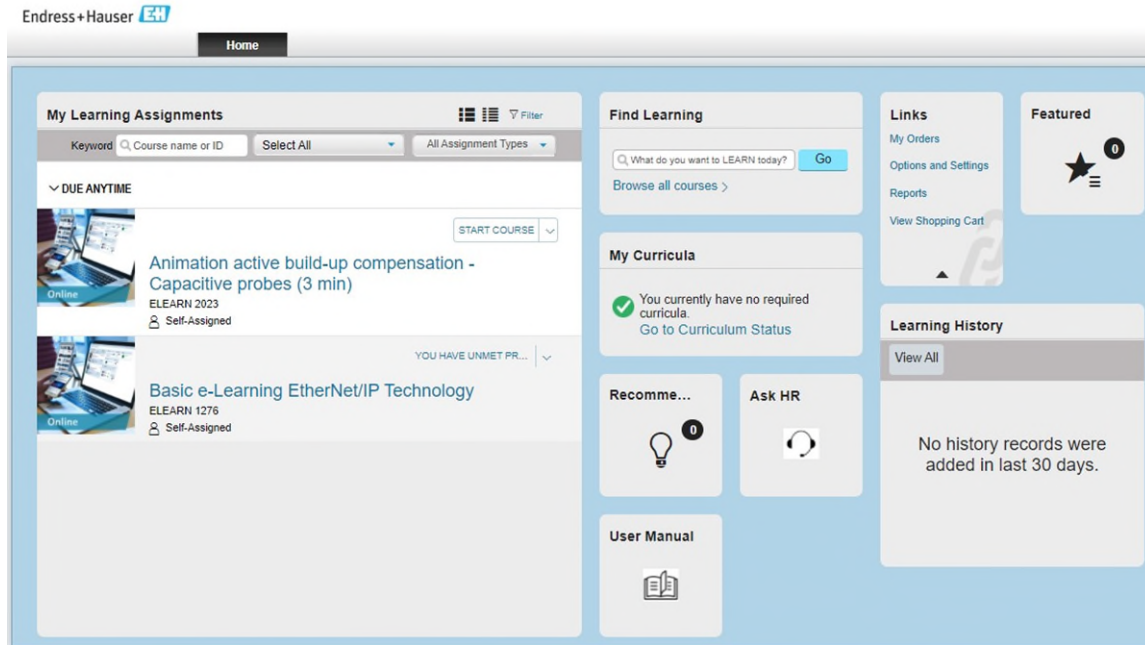 Endress+Hauser EH
Home
My Learning Assignments
Filter
Keyword
Course name or ID
Select All
All Assignment Types
DUE ANYTIME
Online
START COURSE
Animation active build-up compensation -
Capacitive probes (3 min)
ELEARN 2023
Self-Assigned
Online
YOU HAVE UNMET PR...
Basic e-Learning EtherNet/IP Technology
ELEARN 1276
Self-Assigned
Find Learning
What do you want to LEARN today?
Go
Browse all courses >
My Curricula
You currently have no required
curricula.
Go to Curriculum Status
Recomme...
0
Ask HR
User Manual
Links
My Orders
Options and Settings
Reports
View Shopping Cart
Featured
0
Learning History
View All
No history records were
added in last 30 days.